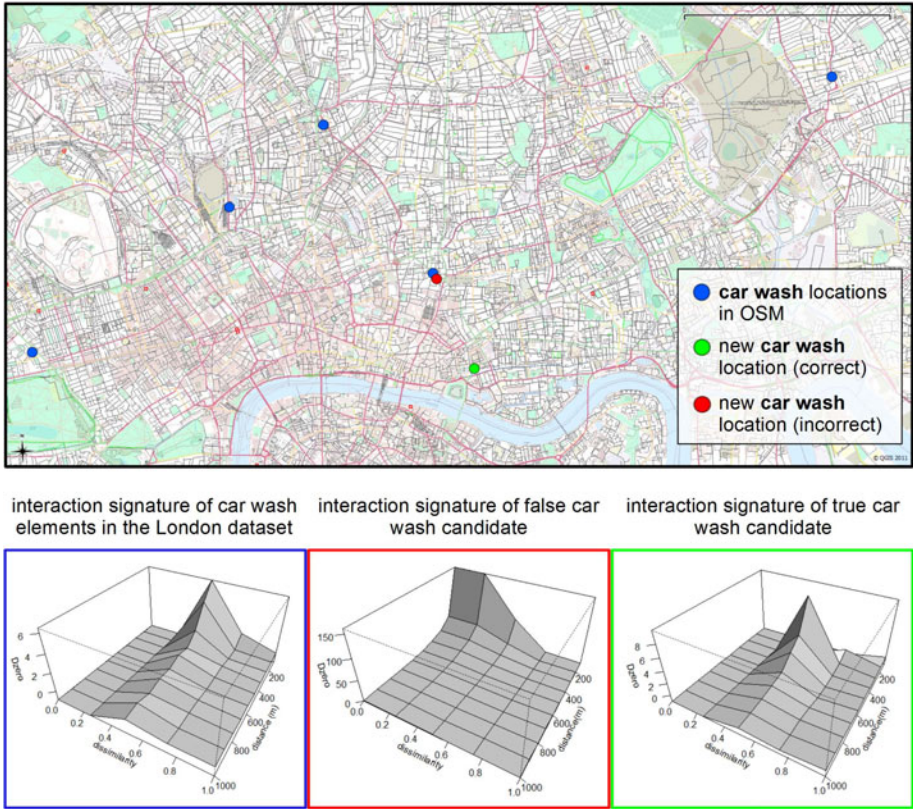 car wash locations
in OSM
new car wash
location (correct)
new car wash
location (incorrect)
© QGIS 2011
interaction signature of car wash
elements in the London dataset
interaction signature of false car
wash candidate
interaction signature of true car
wash candidate
6
4
2
0
Dzero
0.0
0.2
0.4
0.6
0.8
1.0
dissimilarity
200
400
600
800
1000
distance (m)
150
100
50
0
Dzero
0.0
0.2
0.4
0.6
0.8
1.0
dissimilarity
200
400
600
800
1000
distance(m)
8
6
4
2
0
Dzero
0.0
0.2
0.4
0.6
0.8
1.0
dissimilarity
200
400
600
800
1000
distance(m)